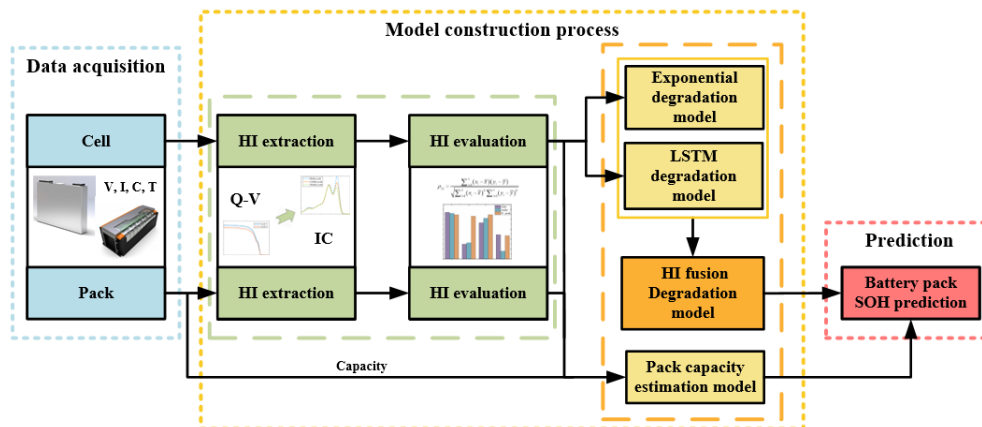 Model construction process
Data acquisition
Cell
V, I, C, T
Pack
HI extraction
Q-V
IC
HI extraction
HI evaluation
HI evaluation
Capacity
Exponential
degradation
model
LSTM
degradation
model
HI fusion
Degradation
model
Pack capacity
estimation model
Prediction
Battery pack
SOH prediction